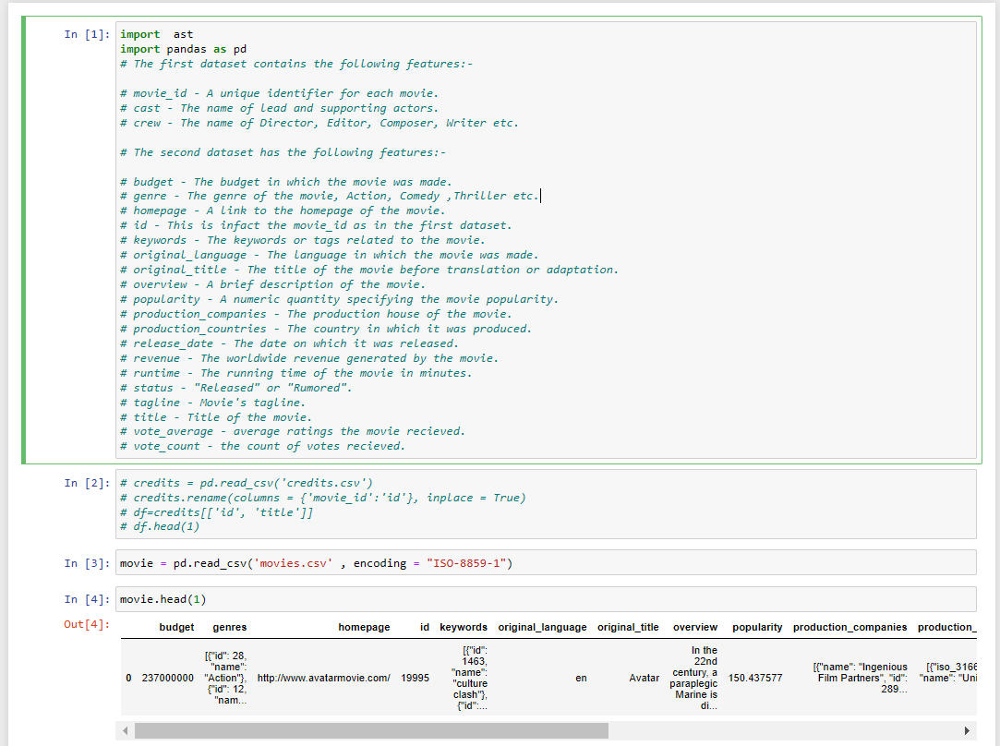 In [1]: import  ast
import pandas as pd
# The first dataset contains the following features:-
# movie_id - A unique identifier for each movie.
# cast - The name of lead and supporting actors.
# crew - The name of Director, Editor, Composer, Writer etc.
# The second dataset has the following features:-
# budget - The budget in which the movie was made.
# genre - The genre of the movie, Action, Comedy ,Thriller etc.
# homepage - A link to the homepage of the movie.
# id - This is infact the movie_id as in the first dataset.
# keywords - The keywords or tags related to the movie.
# original_language - The language in which the movie was made.
# original_title - The title of the movie before translation or adaptation.
# overview - A brief description of the movie.
# popularity - A numeric quantity specifying the movie popularity.
# production_companies - The production house of the movie.
# production_countries - The country in which it was produced.
# release_date - The date on which it was released.
# revenue - The worldwide revenue generated by the movie.
# runtime - The running time of the movie in minutes.
# status - "Released" or "Rumored".
# tagline - Movie's tagline.
# title - Title of the movie.
# vote_average - average ratings the movie recieved.
# vote_count - the count of votes recieved.
In [2]: # credits = pd.read_csv('credits.csv')
# credits.rename(columns = {'movie_id':'id'}, inplace = True)
# df=credits[['id', 'title']]
# df.head(1)
In [3]: movie = pd.read_csv('movies.csv' , encoding = "ISO-8859-1")
In [4]: movie.head(1)
Out[4]:
budget genres homepage id keywords original_language original_title overview popularity production_companies production_
0 237000000
[{"id": 28,
"name":
"Action"},
{"id": 12,
"nam...
http://www.avatarmovie.com/ 19995
[{"id":
1463,
"name":
"culture
clash"},
{"id":...
en Avatar
In the
22nd
century, a
paraplegic
Marine is
di...
150.437577
[{"name": "Ingenious
Film Partners", "id":
289...
[{"iso_3166
"name": "Uni